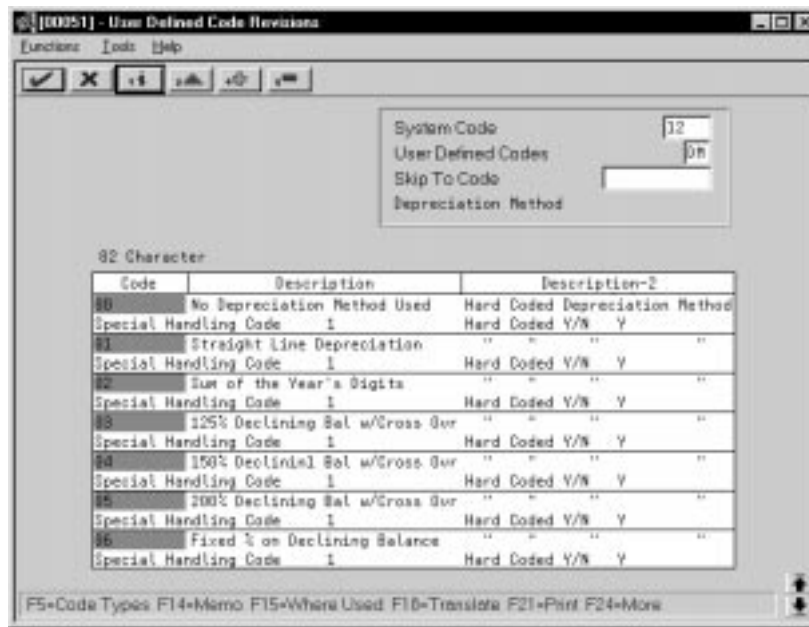 [00051] - User Defined Code Revisions
Functions Tools Help
System Code 12
User Defined Codes DM
Skip To Code
Depreciation Method
02 Character
Code Description Description-2
00 No Depreciation Method Used Hard Coded Depreciation Method
Special Handling Code 1 Hard Coded Y/N Y
01 Straight Line Depreciation " " " "
Special Handling Code 1 Hard Coded Y/N Y
02 Sum of the Year's Digits " " " "
Special Handling Code 1 Hard Coded Y/N Y
03 125% Declining Bal w/Cross Ovr " " " "
Special Handling Code 1 Hard Coded Y/N Y
04 150% Declinin1 Bal w/Cross Ovr " " " "
Special Handling Code 1 Hard Coded Y/N Y
05 200% Declining Bal w/Cross Ovr " " " "
Special Handling Code 1 Hard Coded Y/N Y
06 Fixed % on Declining Balance " " " "
Special Handling Code 1 Hard Coded Y/N Y
F5=Code Types F14=Memo F15=Where Used F18=Translate F21=Print F24=More